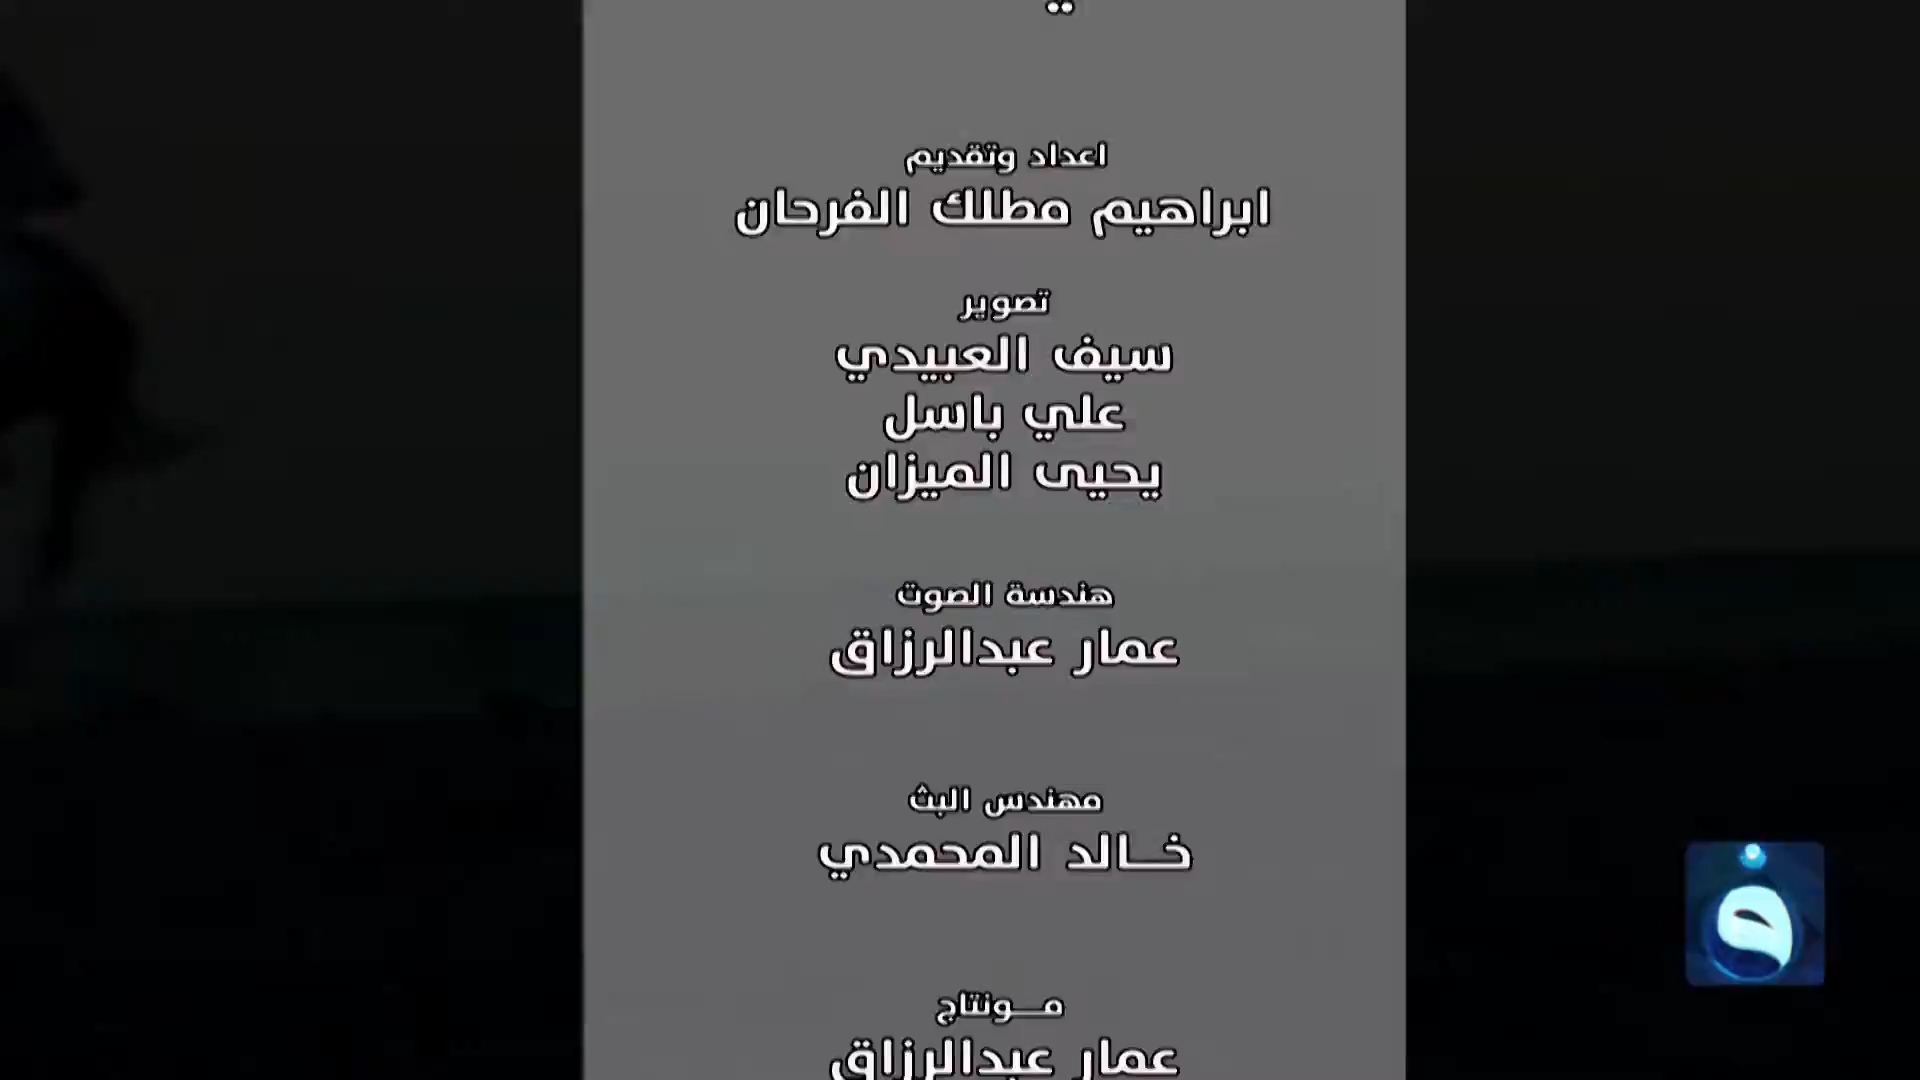 اعداد وتقديم
ابراهيم مطلك الفرحان
تصوير
سيف العبيدي
علي باسل
يحيى الميزان
هندسة الصوت
عمار عبدالرزاق
مهندس البث
خـــالد المحمدي
مـــونتاج
عمار عبدالرزاق